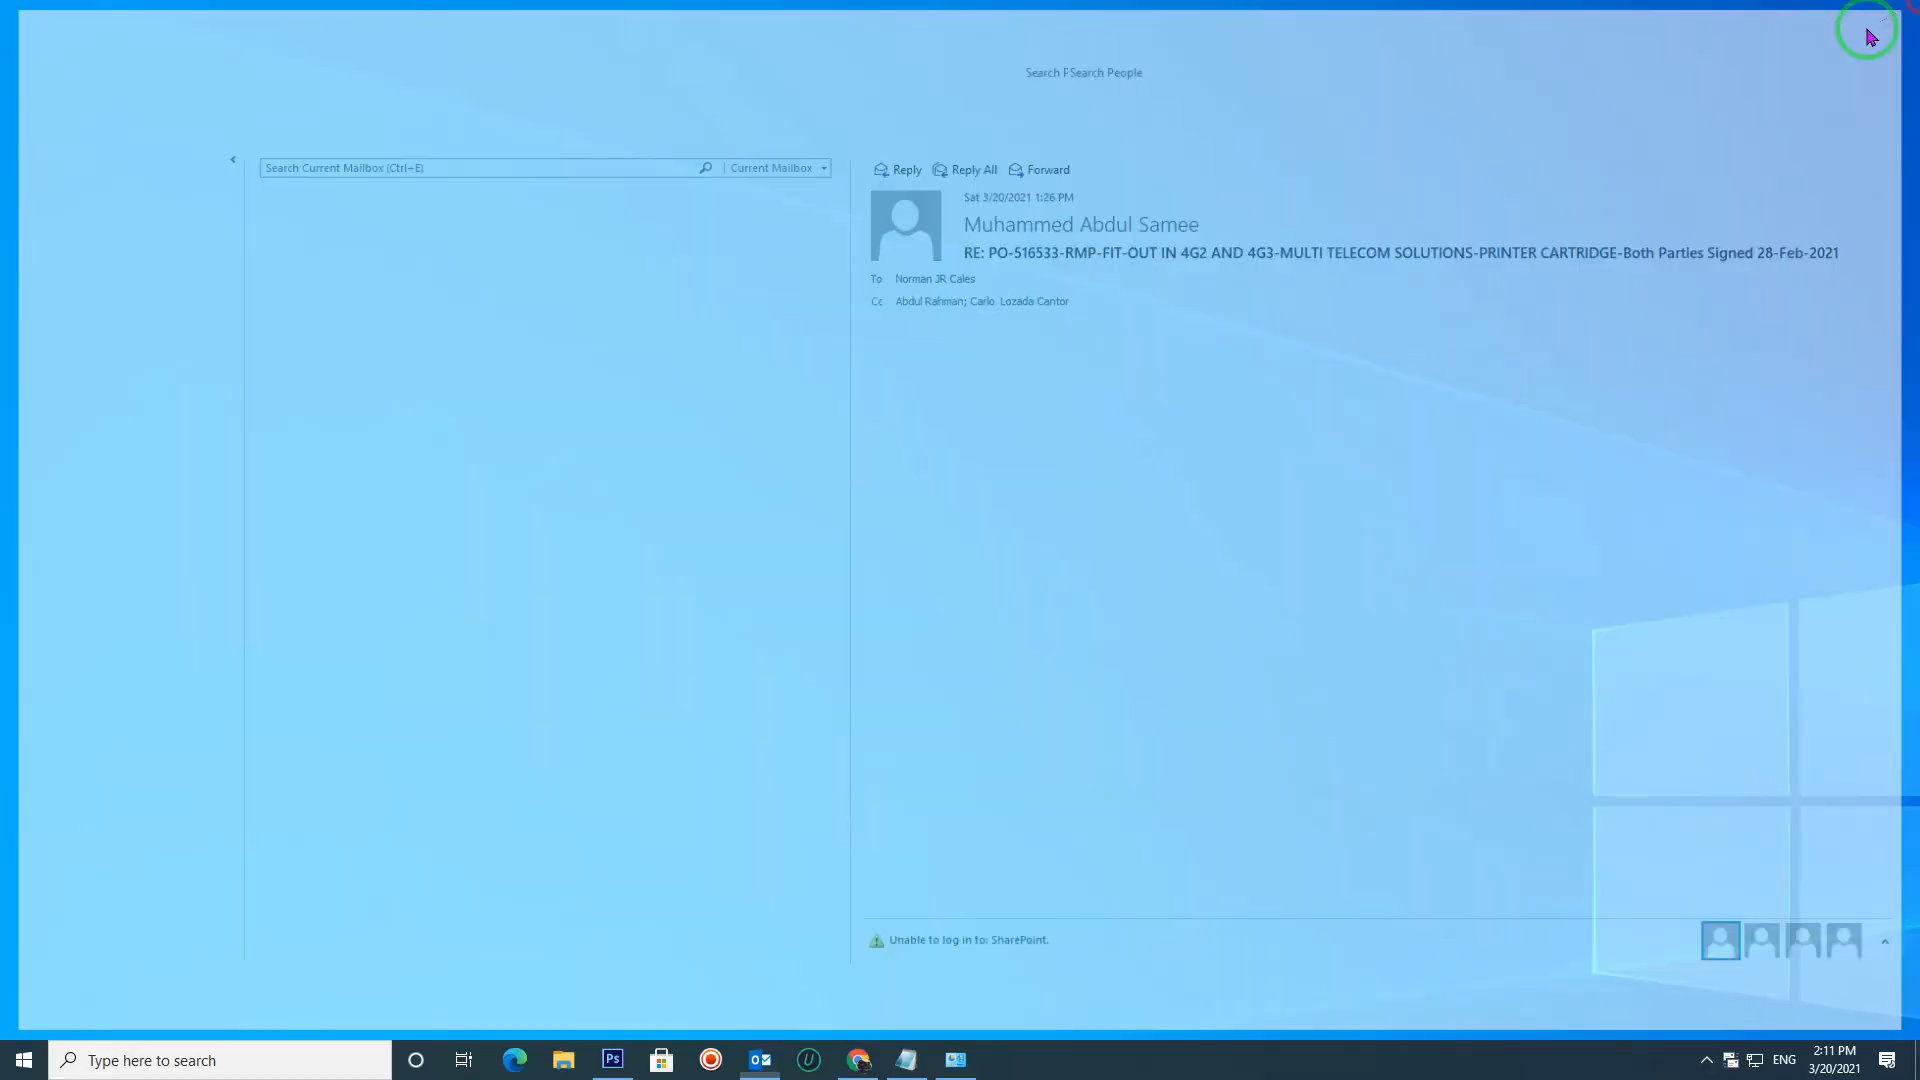 Search PSearch People
Search Current Mailbox (Ctrl+E)
Current Mailbox
Reply
Reply All
Forward
Sat 3/20/2021 1:26 PM
Muhammed Abdul Samee
RE: PO-516533-RMP-FIT-OUT IN 4G2 AND 4G3-MULTI TELECOM SOLUTIONS-PRINTER CARTRIDGE-Both Parties Signed 28-Feb-2021
To Norman JR Cales
Cc Abdul Rahman; Carlo Lozada Cantor
Unable to log in to: SharePoint.
Type here to search
Ps
U
ENG
2:11 PM
3/20/2021